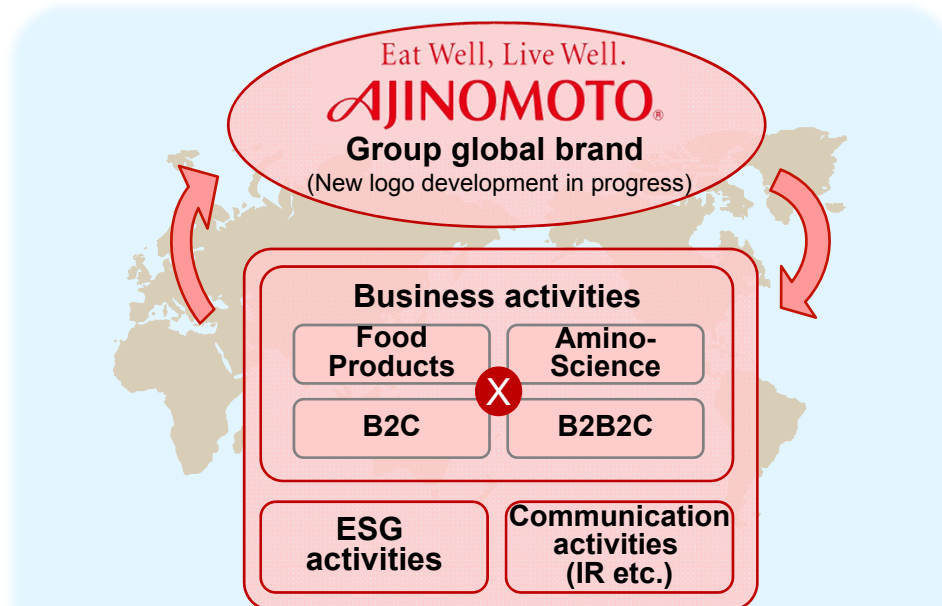 Eat Well, Live Well.
AJINOMOTO®
Group global brand
(New logo development in progress)
Business activities
Food
Products
Amino-
Science
X
B2C
B2B2C
ESG
activities
Communication
activities
(IR etc.)